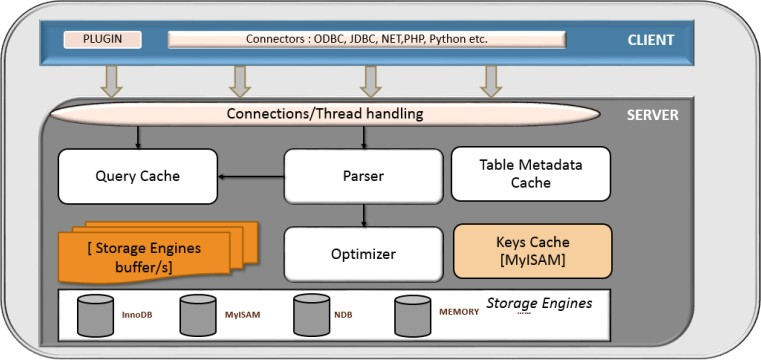 PLUGIN
Connectors : ODBC, JDBC, NET,PHP, Python etc.
CLIENT
Connections/Thread handling
SERVER
Query Cache
Parser
Table Metadata
Cache
[ Storage Engines
buffer/s]
Optimizer
Keys Cache
[MyISAM]
Storage Engines
InnoDB
MyISAM
NDB
MEMORY
......